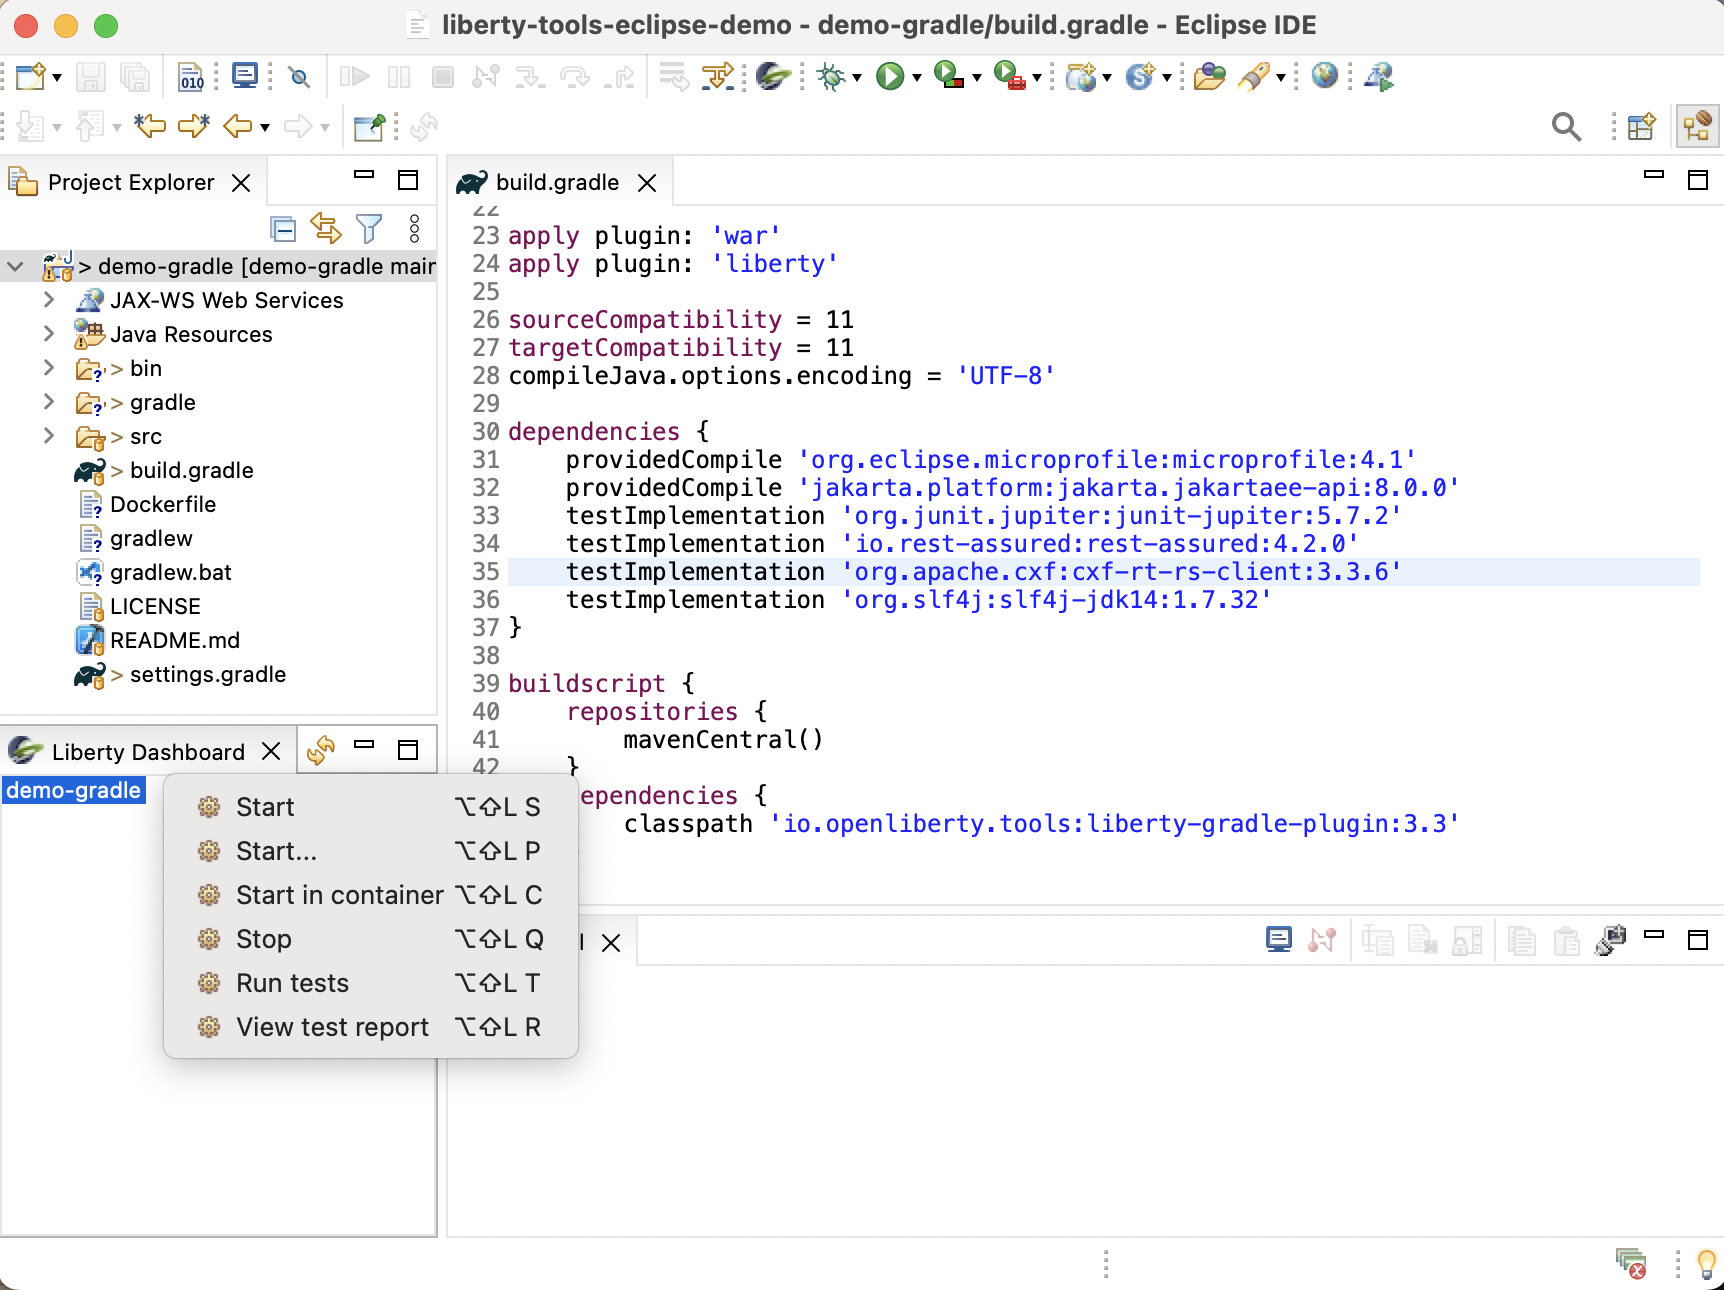 liberty-tools-eclipse-demo - demo-gradle/build.gradle - Eclipse IDE
010
Project Explorer
> demo-gradle [demo-gradle main
JAX-WS Web Services
Java Resources
> bin
> gradle
> src
> build.gradle
Dockerfile
gradlew
gradlew.bat
LICENSE
README.md
> settings.gradle
Liberty Dashboard
demo-gradle
Start ⌥⇧L S
Start... ⌥⇧L P
Start in container ⌥⇧L C
Stop ⌥⇧L Q
Run tests ⌥⇧L T
View test report ⌥⇧L R
build.gradle
22
23 apply plugin: 'war'
24 apply plugin: 'liberty'
25
26 sourceCompatibility = 11
27 targetCompatibility = 11
28 compileJava.options.encoding = 'UTF-8'
29
30 dependencies {
31 providedCompile 'org.eclipse.microprofile:microprofile:4.1'
32 providedCompile 'jakarta.platform:jakarta.jakartaee-api:8.0.0'
33 testImplementation 'org.junit.jupiter:junit-jupiter:5.7.2'
34 testImplementation 'io.rest-assured:rest-assured:4.2.0'
35 testImplementation 'org.apache.cxf:cxf-rt-rs-client:3.3.6'
36 testImplementation 'org.slf4j:slf4j-jdk14:1.7.32'
37 }
38
39 buildscript {
40 repositories {
41 mavenCentral()
42 }
ependencies {
classpath 'io.openliberty.tools:liberty-gradle-plugin:3.3'